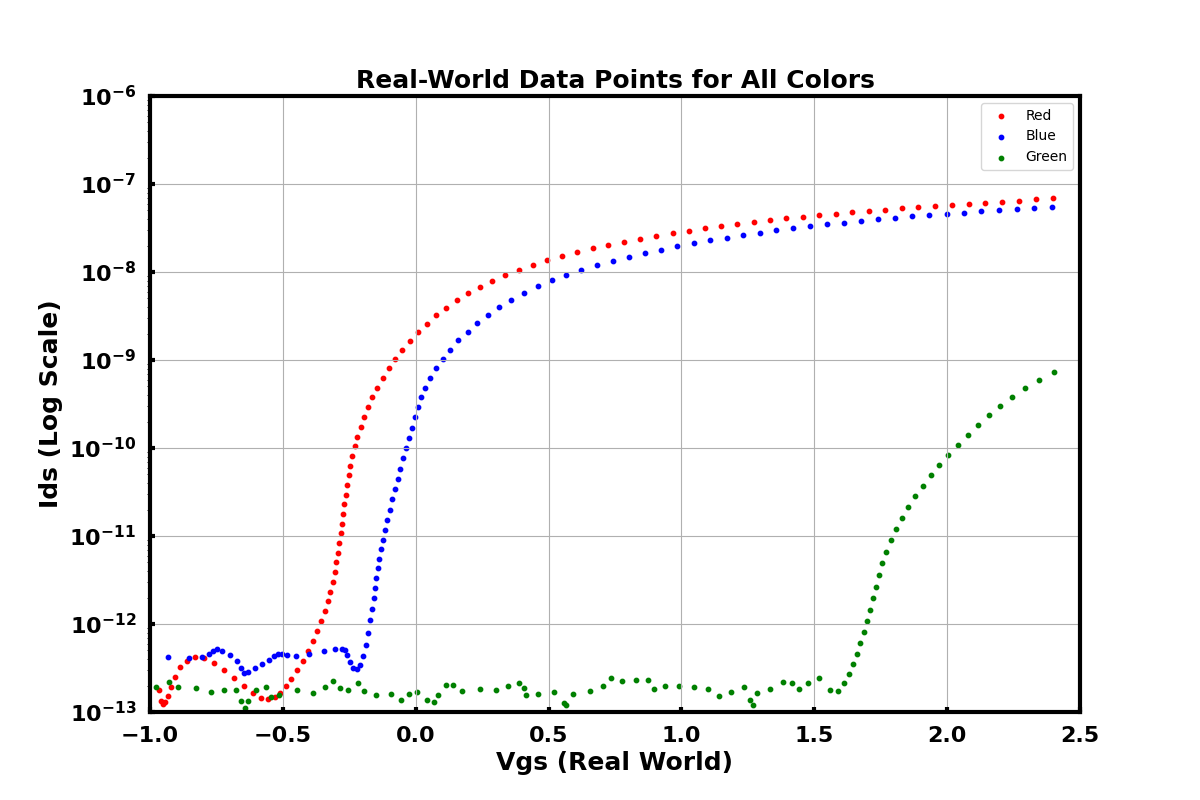 Real-World Data Points for All Colors
Red
Blue
Green
Ids (Log Scale)
10⁻⁶
10⁻⁷
10⁻⁸
10⁻⁹
10⁻¹⁰
10⁻¹¹
10⁻¹²
10⁻¹³
−1.0 −0.5 0.0 0.5 1.0 1.5 2.0 2.5
Vgs (Real World)